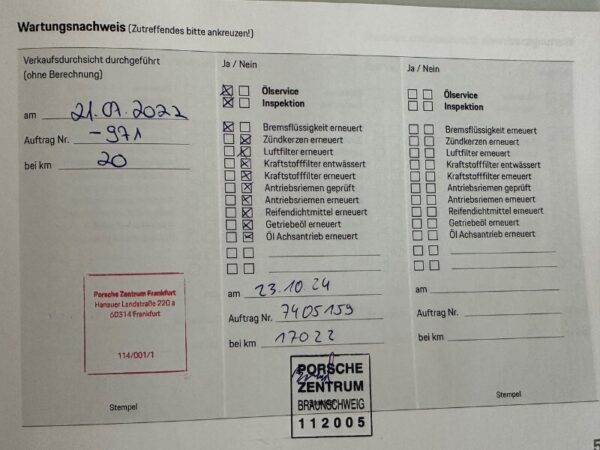 Wartungsnachweis (Zutreffendes bitte ankreuzen!)
Verkaufsdurchsicht durchgeführt
(ohne Berechnung)
am 21.07.2022
Auftrag Nr. -971
bei km 20
Porsche Zentrum Frankfurt
Hanauer Landstraße 220 a
60314 Frankfurt
114/001/1
Stempel
Ja / Nein
Ölservice
Inspektion
Bremsflüssigkeit erneuert
Zündkerzen erneuert
Luftfilter erneuert
Kraftstofffilter entwässert
Kraftstofffilter erneuert
Antriebsriemen geprüft
Antriebsriemen erneuert
Reifendichtmittel erneuert
Getriebeöl erneuert
Öl Achsantrieb erneuert
am 23.10.24
Auftrag Nr. 7405159
bei km 17022
PORSCHE
ZENTRUM
BRAUNSCHWEIG
112005
Ja / Nein
Ölservice
Inspektion
Bremsflüssigkeit erneuert
Zündkerzen erneuert
Luftfilter erneuert
Kraftstofffilter entwässert
Kraftstofffilter erneuert
Antriebsriemen geprüft
Antriebsriemen erneuert
Reifendichtmittel erneuert
Getriebeöl erneuert
Öl Achsantrieb erneuert
am
Auftrag Nr.
bei km
Stempel
5